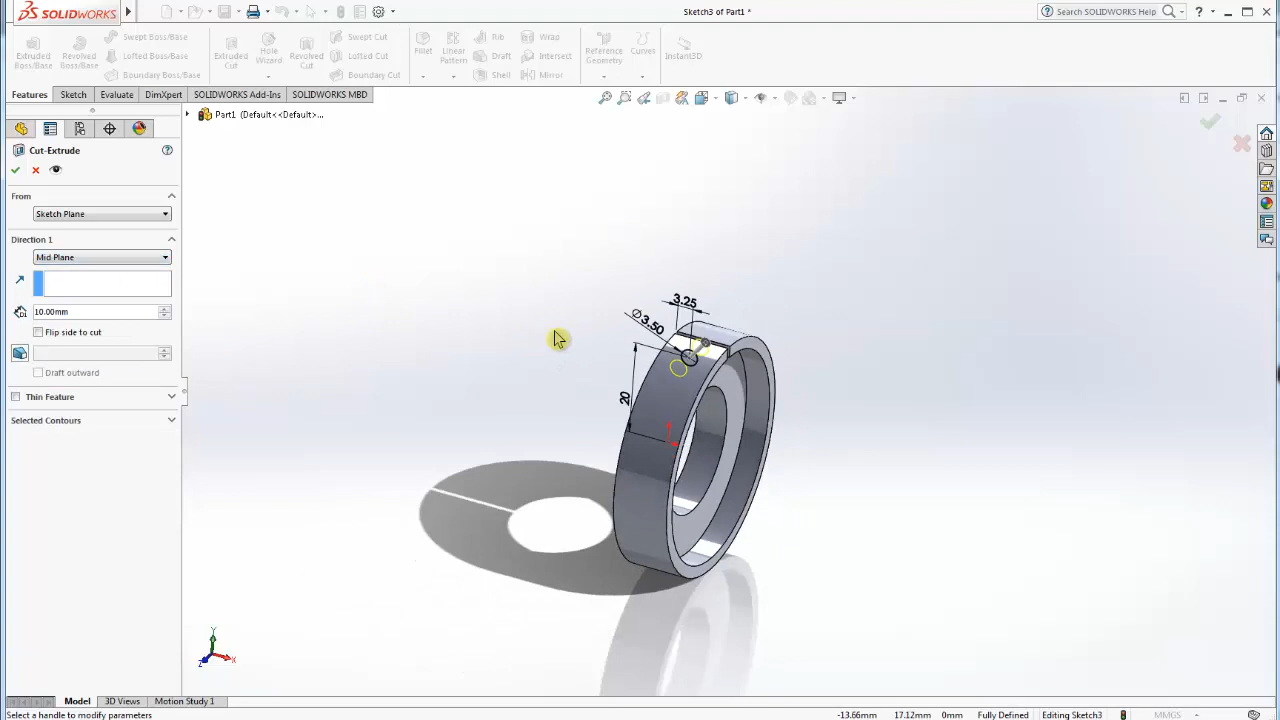 SOLIDWORKS
Sketch3 of Part1 *
Search SOLIDWORKS Help
Extruded Boss/Base
Revolved Boss/Base
Swept Boss/Base
Lofted Boss/Base
Boundary Boss/Base
Extruded Cut
Hole Wizard
Revolved Cut
Swept Cut
Lofted Cut
Boundary Cut
Fillet
Linear Pattern
Rib
Draft
Shell
Wrap
Intersect
Mirror
Reference Geometry
Curves
Instant3D
Features
Sketch
Evaluate
DimXpert
SOLIDWORKS Add-Ins
SOLIDWORKS MBD
Part1 (Default<<Default>...
Cut-Extrude
From
Sketch Plane
Direction 1
Mid Plane
10.00mm
Flip side to cut
Draft outward
Thin Feature
Selected Contours
3.25
Ø3.50
20
Y
X
Z
Model
3D Views
Motion Study 1
Select a handle to modify parameters
-13.66mm
17.12mm
0mm
Fully Defined
Editing Sketch3
MMGS